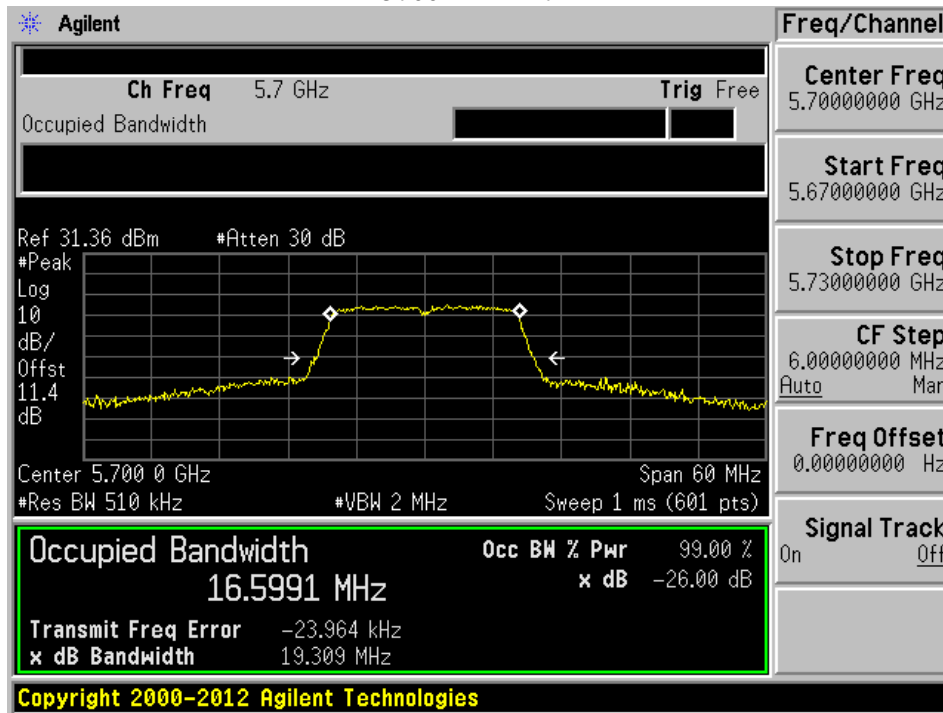 Agilent
Freq/Channel
Ch Freq 5.7 GHz Trig Free
Occupied Bandwidth
Center Freq
5.70000000 GHz
Start Freq
5.67000000 GHz
Stop Freq
5.73000000 GHz
CF Step
6.00000000 MHz
Auto Man
Freq Offset
0.00000000 Hz
Signal Track
On Off
Ref 31.36 dBm #Atten 30 dB
#Peak
Log
10
dB/
Offst
11.4
dB
Center 5.700 0 GHz Span 60 MHz
#Res BW 510 kHz #VBW 2 MHz Sweep 1 ms (601 pts)
Occupied Bandwidth Occ BW % Pwr 99.00 %
16.5991 MHz x dB -26.00 dB
Transmit Freq Error -23.964 kHz
x dB Bandwidth 19.309 MHz
Copyright 2000-2012 Agilent Technologies